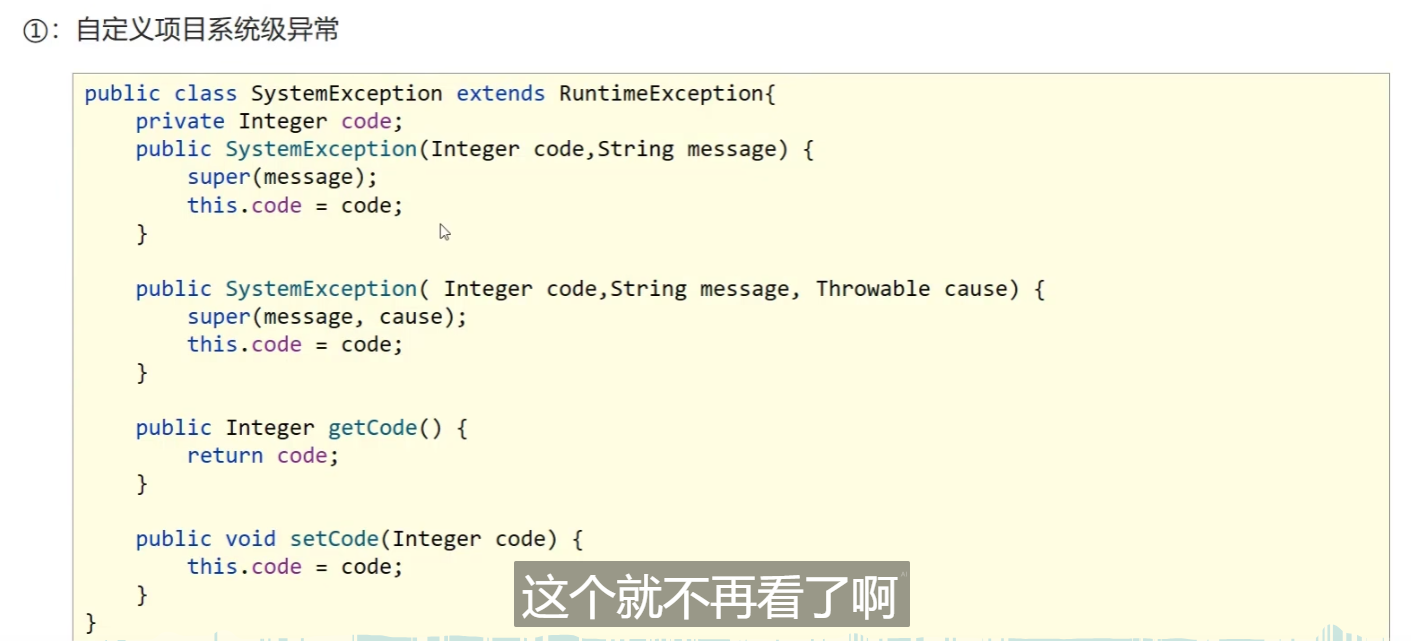 ①：自定义项目系统级异常
public class SystemException extends RuntimeException{
    private Integer code;
    public SystemException(Integer code,String message) {
        super(message);
        this.code = code;
    }

    public SystemException( Integer code,String message, Throwable cause) {
        super(message, cause);
        this.code = code;
    }

    public Integer getCode() {
        return code;
    }

    public void setCode(Integer code) {
        this.code = code;
    }
}
这个就不再看了啊